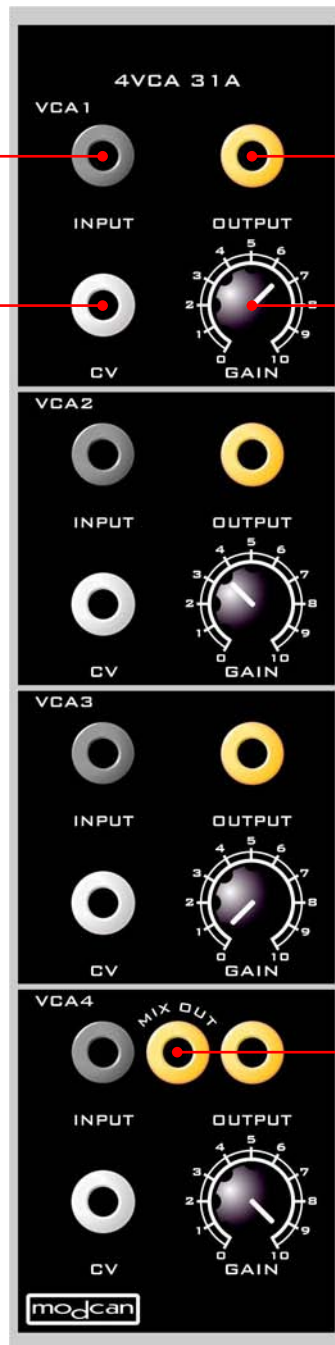 4VCA 31A
VCA1
INPUT OUTPUT
0 1 2 3 4 5 6 7 8 9 10
CV GAIN
VCA2
INPUT OUTPUT
0 1 2 3 4 5 6 7 8 9 10
CV GAIN
VCA3
INPUT OUTPUT
0 1 2 3 4 5 6 7 8 9 10
CV GAIN
VCA4
MIX OUT
INPUT OUTPUT
0 1 2 3 4 5 6 7 8 9 10
CV GAIN
modcan